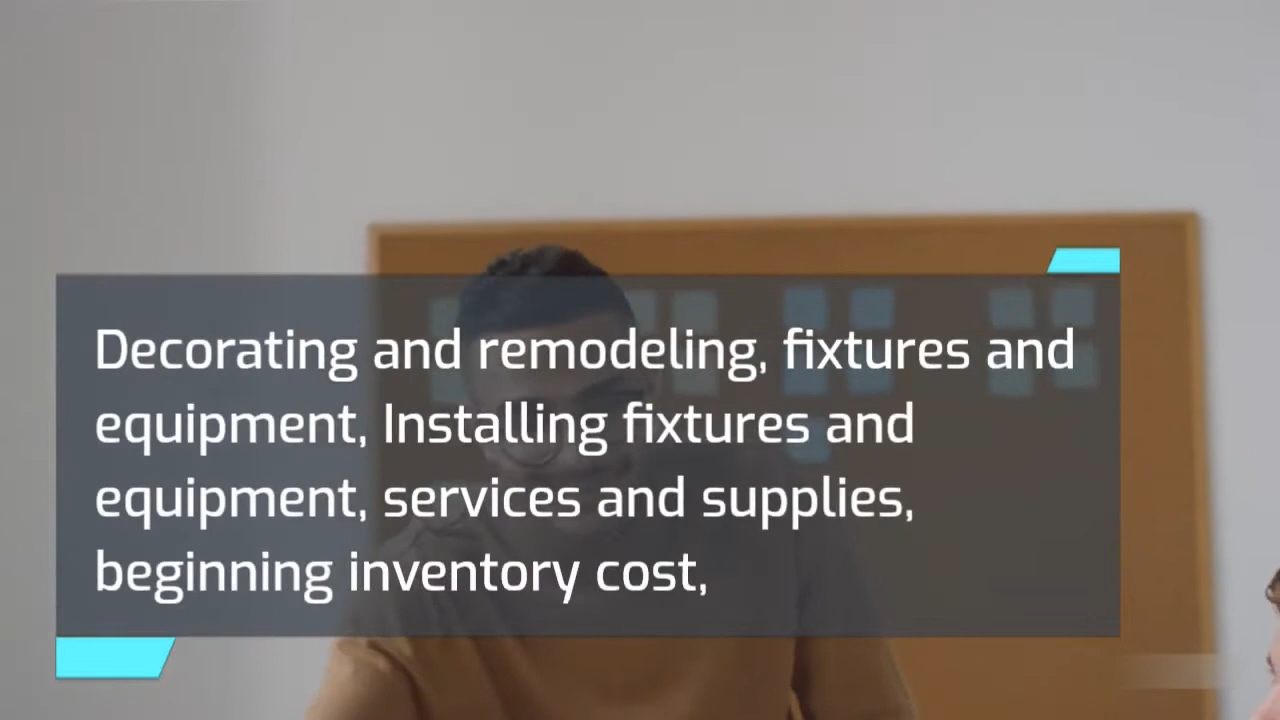 Decorating and remodeling, fixtures and
equipment, Installing fixtures and
equipment, services and supplies,
beginning inventory cost,